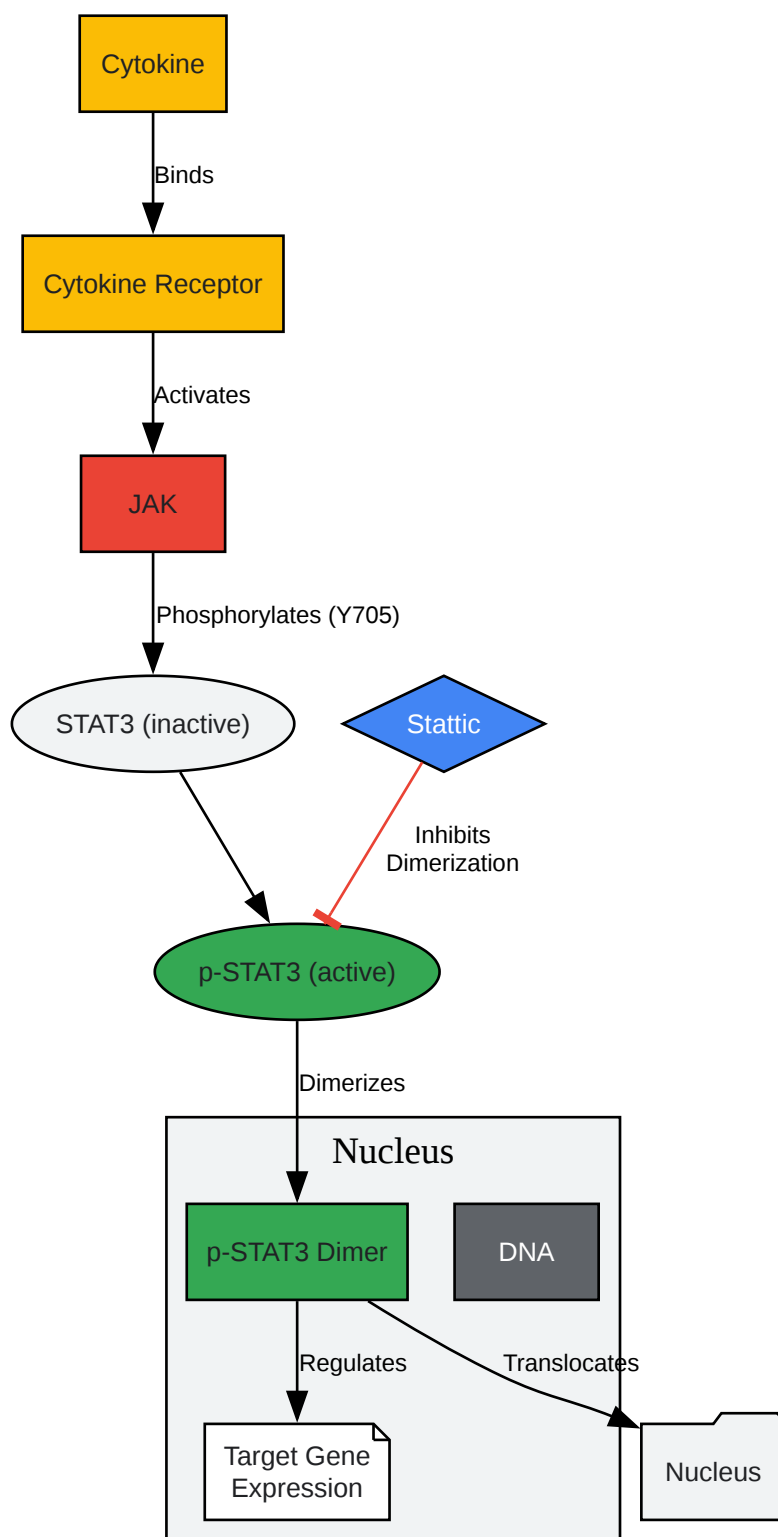 Cytokine
Binds
Cytokine Receptor
Activates
JAK
Phosphorylates (Y705)
STAT3 (inactive)
Stattic
Inhibits
Dimerization
p-STAT3 (active)
Dimerizes
Nucleus
p-STAT3 Dimer
DNA
Regulates
Translocates
Target Gene
Expression
Nucleus